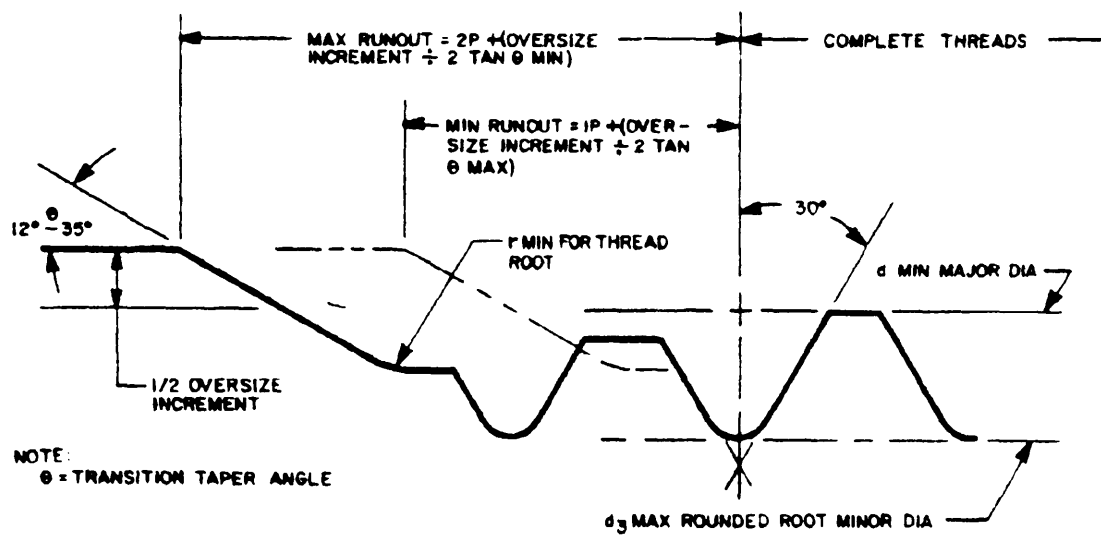 MAX RUNOUT = 2P +(OVERSIZE
INCREMENT ÷ 2 TAN θ MIN)
COMPLETE THREADS
MIN RUNOUT = 1P +(OVER-
SIZE INCREMENT ÷ 2 TAN
θ MAX)
θ
12° - 35°
30°
r MIN FOR THREAD
ROOT
d MIN MAJOR DIA
1/2 OVERSIZE
INCREMENT
NOTE:
θ = TRANSITION TAPER ANGLE
d3 MAX ROUNDED ROOT MINOR DIA